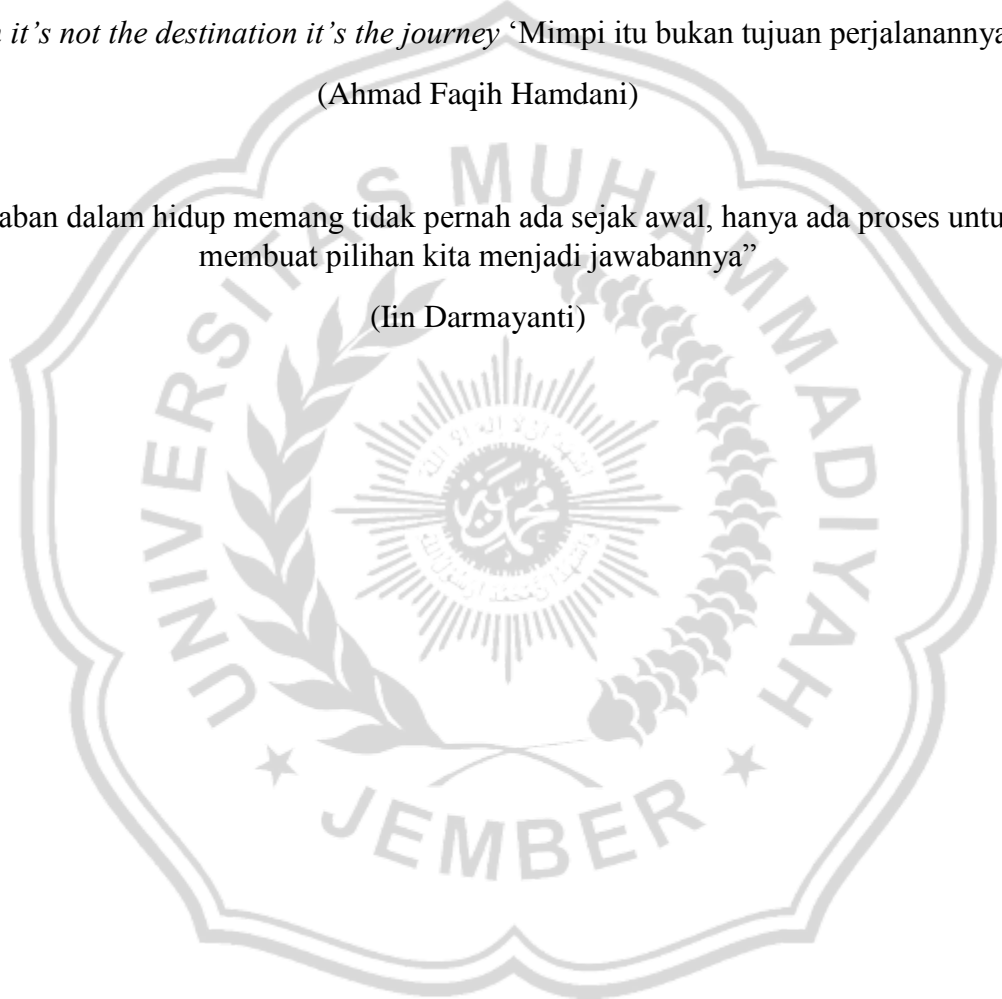 it’s not the destination it’s the journey ‘Mimpi itu bukan tujuan perjalanannya
(Ahmad Faqih Hamdani)
aban dalam hidup memang tidak pernah ada sejak awal, hanya ada proses untu
membuat pilihan kita menjadi jawabannya”
(Iin Darmayanti)
UNIVERSITAS MUHAMMADIYAH
JEMBER